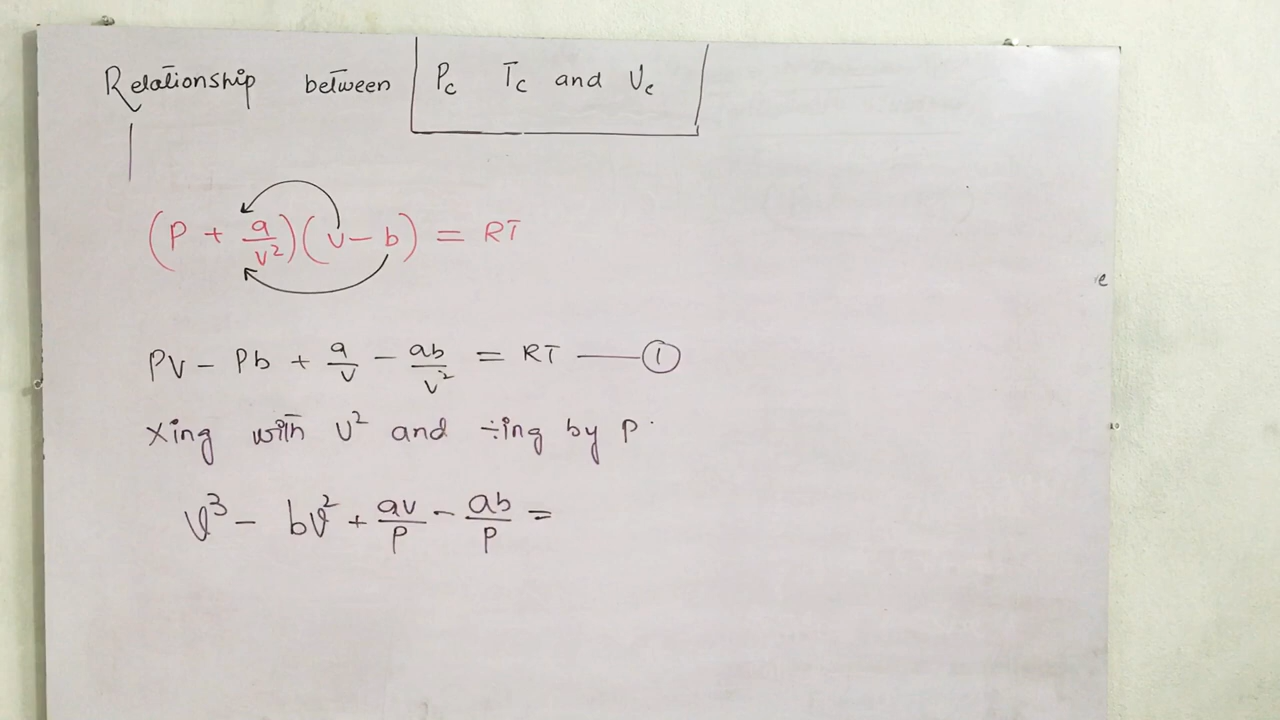 Relationship between Pc Tc and Vc
(P + a/v²)(v - b) = RT
PV - Pb + a/v - ab/v² = RT —— ①
Xing with V² and ÷ing by P.
V³ - bV² + av/P - ab/P =